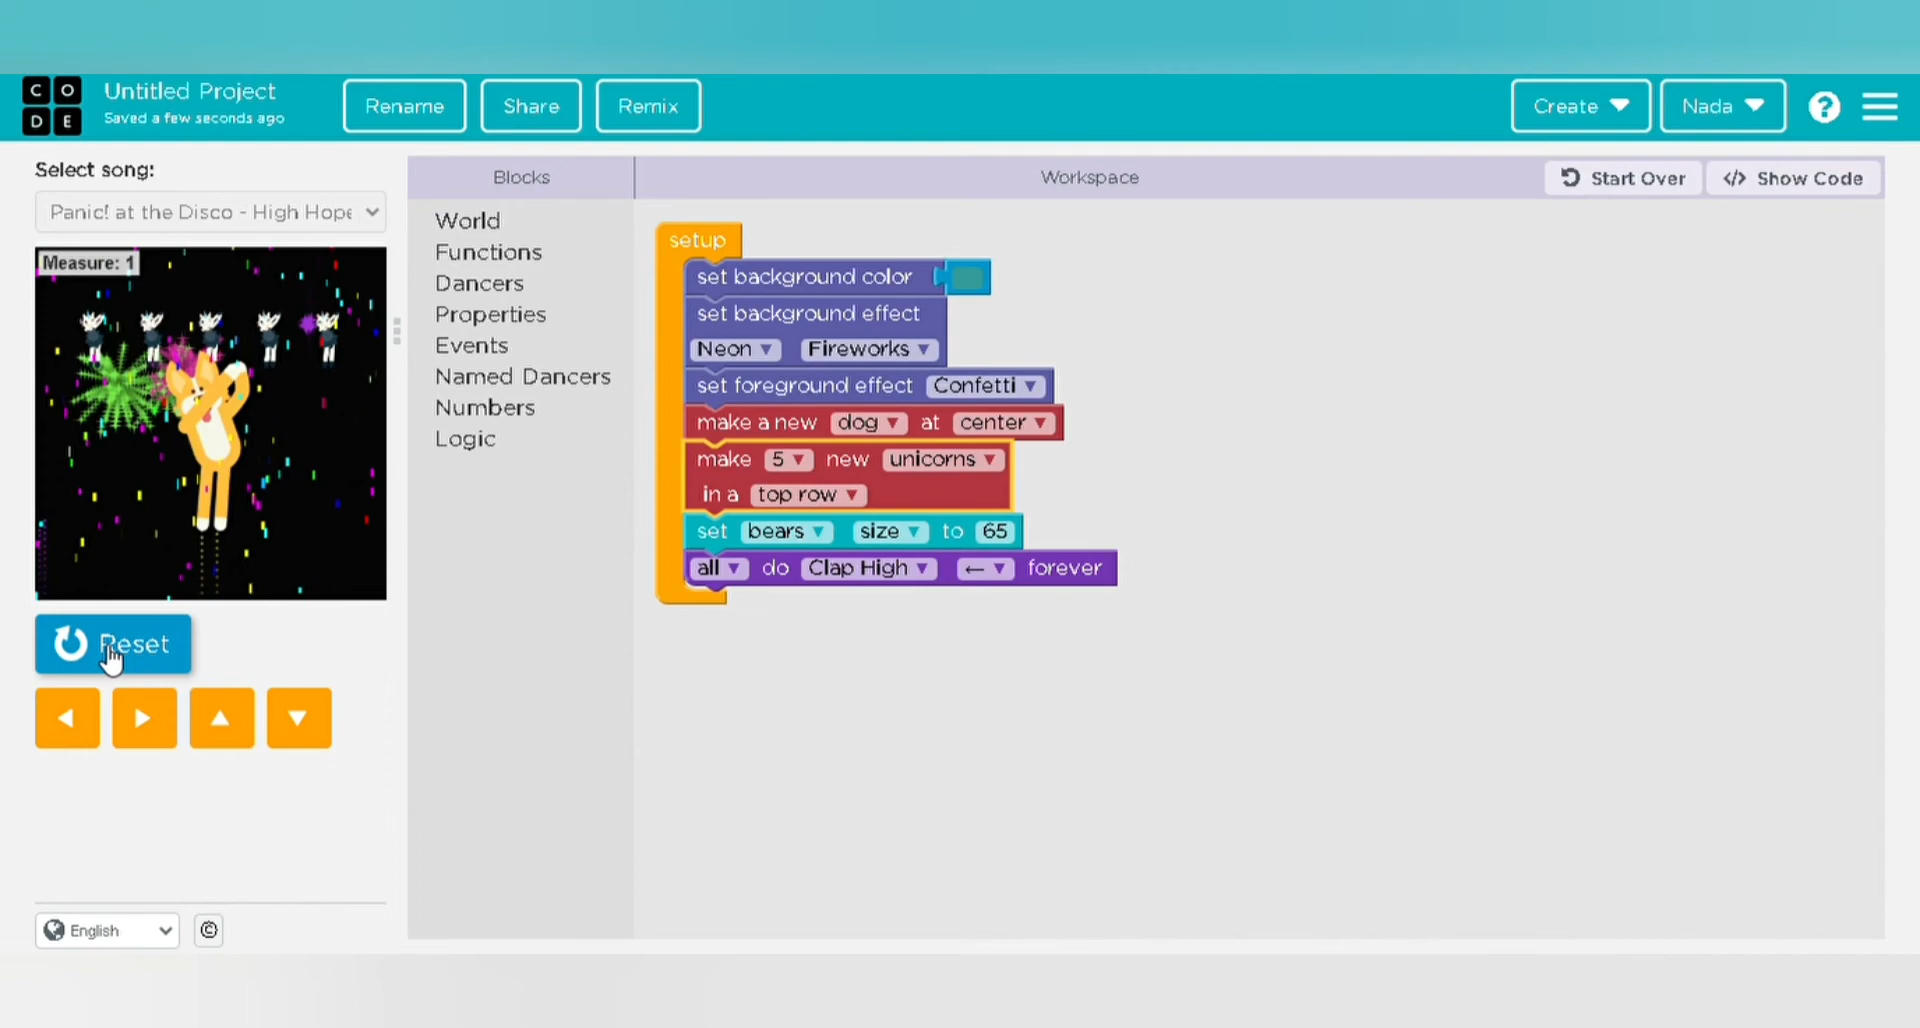 CODE
Untitled Project
Saved a few seconds ago
Rename
Share
Remix
Create
Nada
?
Select song:
Panic! at the Disco - High Hope
Measure: 1
Reset
English
©
Blocks
World
Functions
Dancers
Properties
Events
Named Dancers
Numbers
Logic
Workspace
Start Over
</> Show Code
setup
set background color
set background effect
Neon Fireworks
set foreground effect Confetti
make a new dog at center
make 5 new unicorns
in a top row
set bears size to 65
all do Clap High ← forever